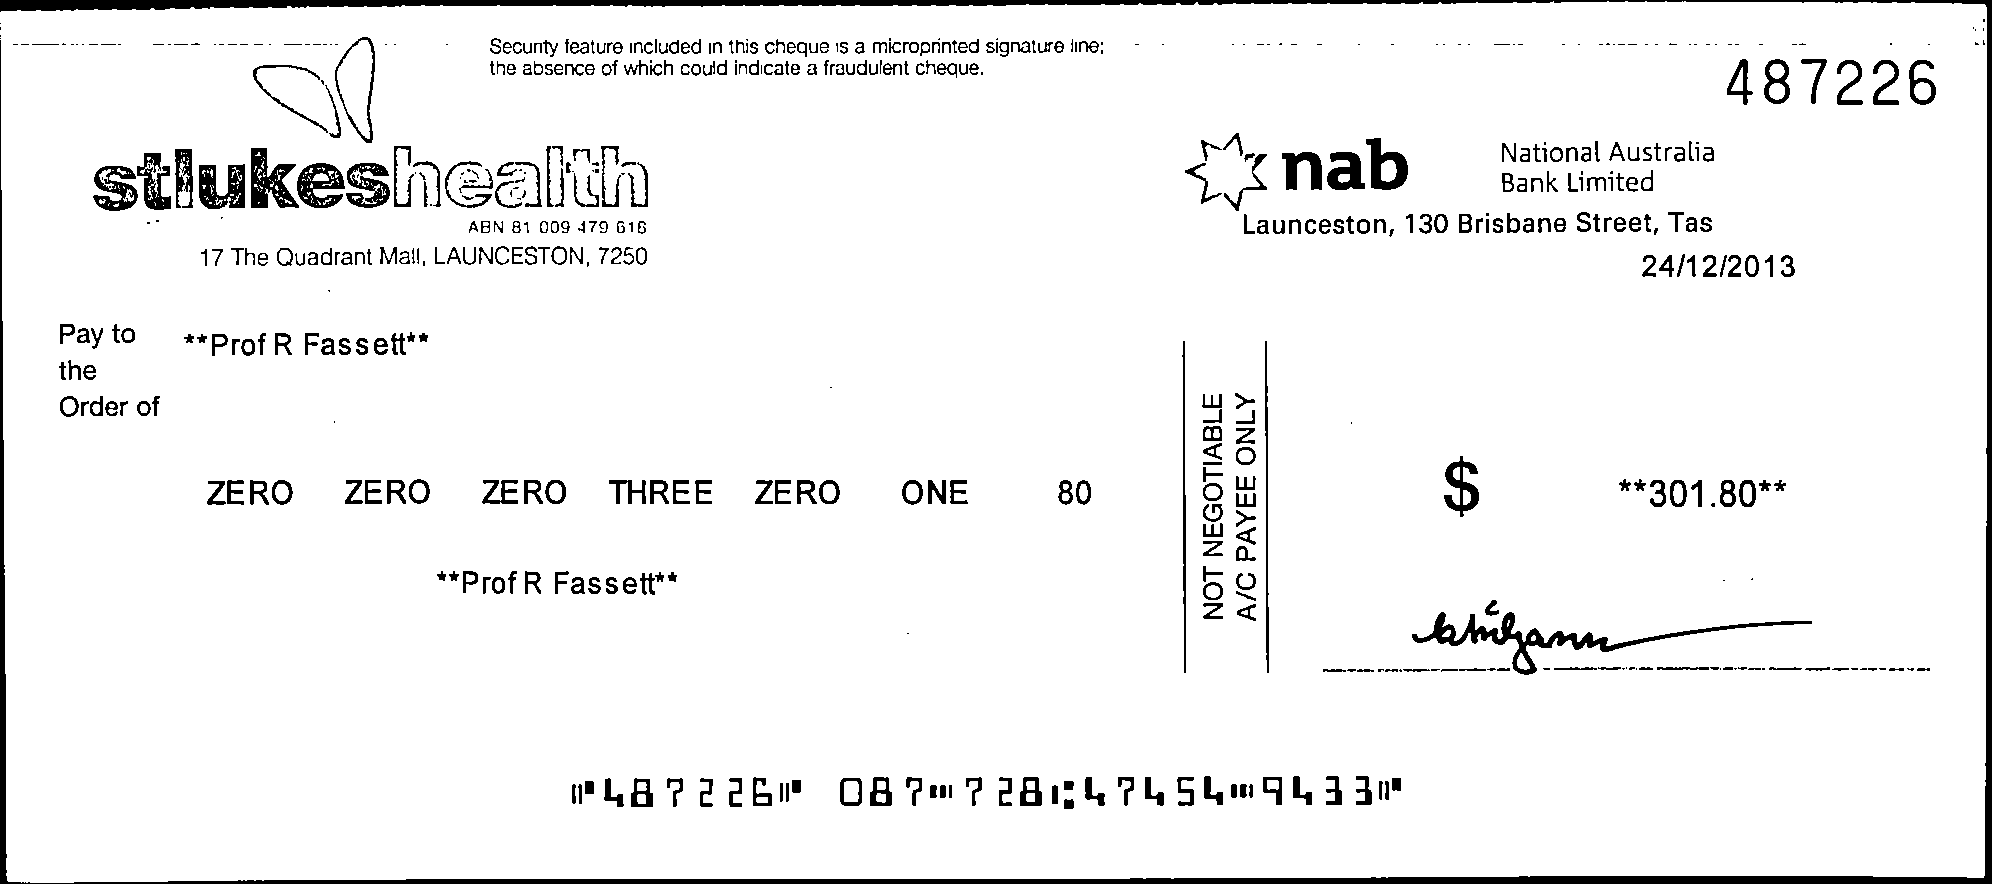 Security feature included in this cheque is a microprinted signature line;
the absence of which could indicate a fraudulent cheque.
487226
stlukeshealth
ABN 81 009 479 618
17 The Quadrant Mall, LAUNCESTON, 7250
nab
National Australia
Bank Limited
Launceston, 130 Brisbane Street, Tas
24/12/2013
Pay to **Prof R Fassett**
the
Order of
ZERO ZERO ZERO THREE ZERO ONE 80
NOT NEGOTIABLE
A/C PAYEE ONLY
$ **301.80**
**Prof R Fassett**
⑈487226⑈ 087⑉728⑆47454⑉9433⑈